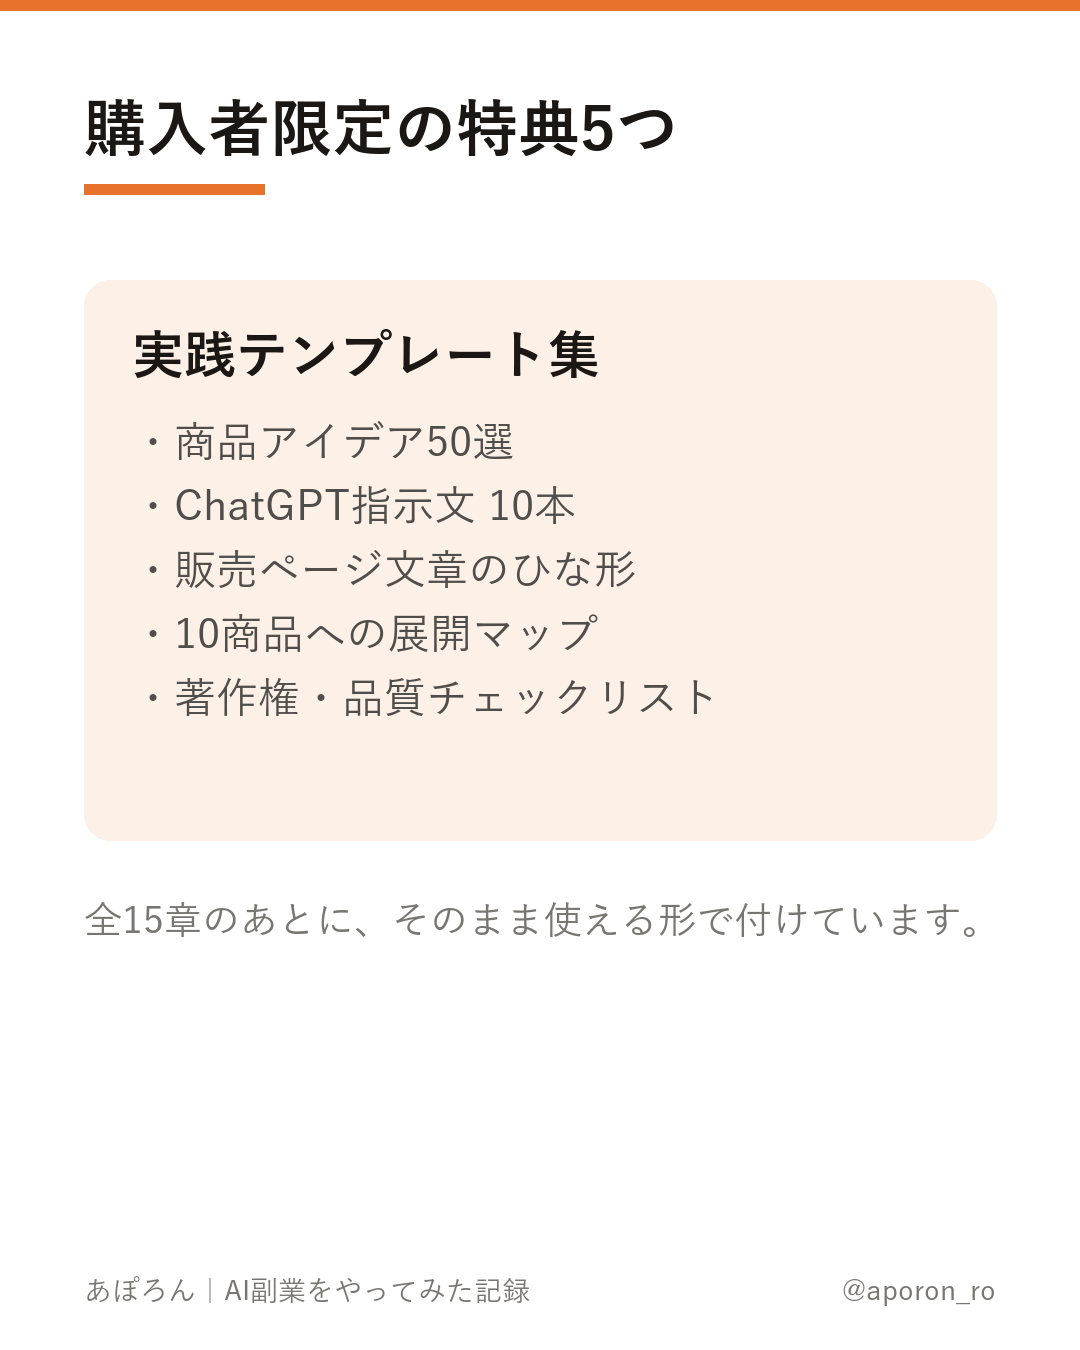 購入者限定の特典5つ
実践テンプレート集
・商品アイデア50選
・ChatGPT指示文 10本
・販売ページ文章のひな形
・10商品への展開マップ
・著作権・品質チェックリスト
全15章のあとに、そのまま使える形で付けています。
あぽろん｜AI副業をやってみた記録
@aporon_ro